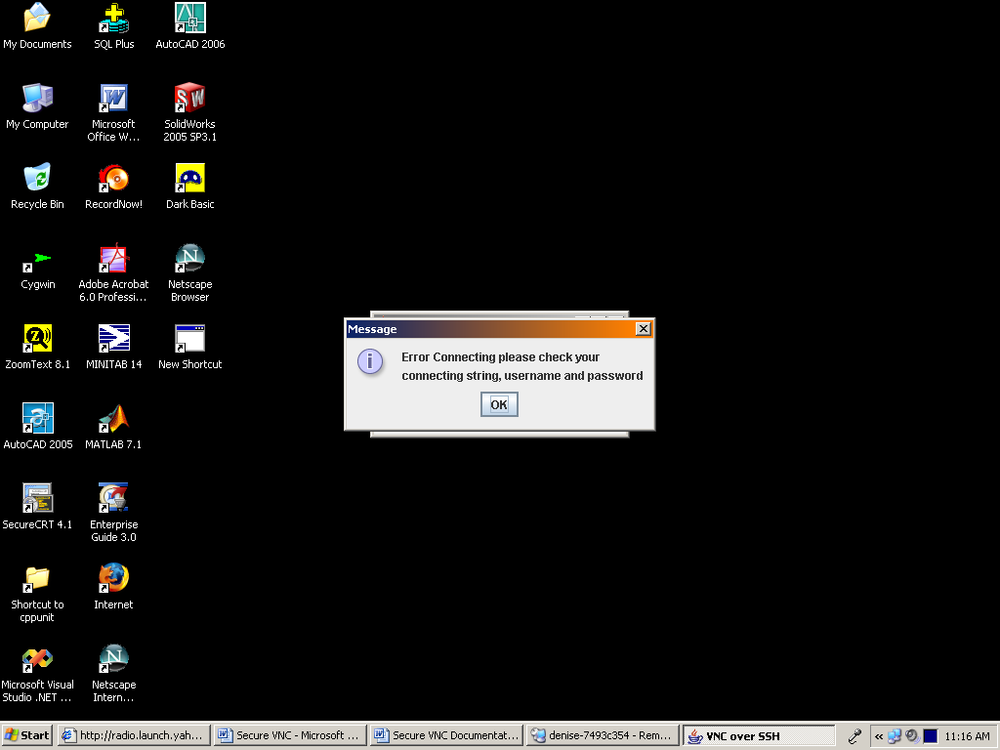 My Documents
SQL Plus
AutoCAD 2006
My Computer
Microsoft
Office W...
SolidWorks
2005 SP3.1
Recycle Bin
RecordNow!
Dark Basic
Cygwin
Adobe Acrobat
6.0 Professi...
Netscape
Browser
ZoomText 8.1
MINITAB 14
New Shortcut
AutoCAD 2005
MATLAB 7.1
SecureCRT 4.1
Enterprise
Guide 3.0
Shortcut to
cppunit
Internet
Microsoft Visual
Studio .NET ...
Netscape
Intern...
Message
Error Connecting please check your
connecting string, username and password
OK
Start
http://radio.launch.yah...
Secure VNC - Microsoft ...
Secure VNC Documentat...
denise-7493c354 - Rem...
VNC over SSH
11:16 AM